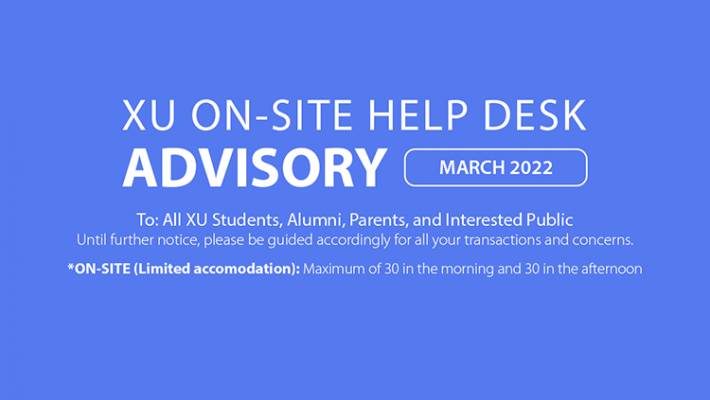 XU ON-SITE HELP DESK
ADVISORY MARCH 2022
To: All XU Students, Alumni, Parents, and Interested Public
Until further notice, please be guided accordingly for all your transactions and concerns.
*ON-SITE (Limited accomodation): Maximum of 30 in the morning and 30 in the afternoon